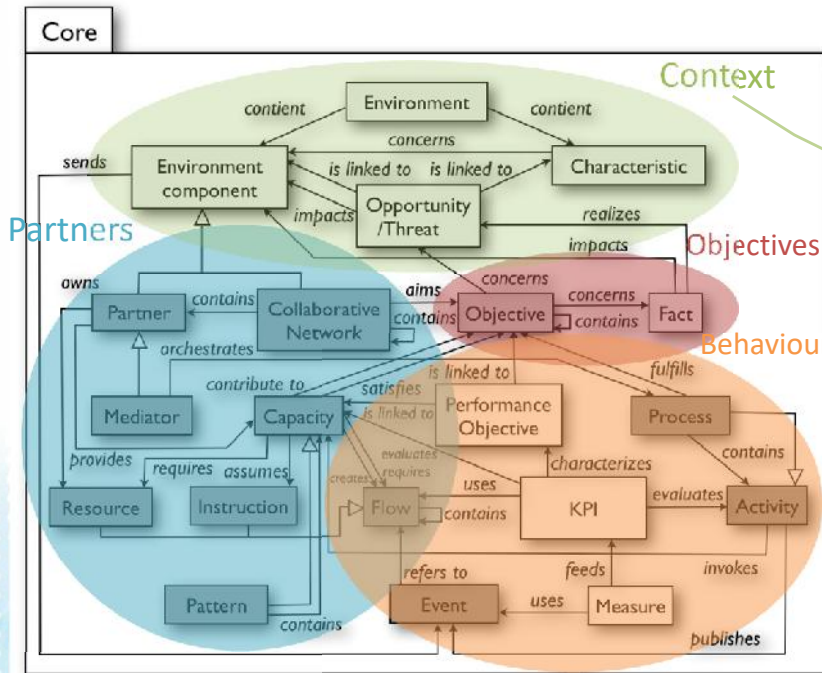 Core
Context
Environment
contient
contient
concerns
sends
Environment
component
is linked to
is linked to
Characteristic
impacts
Opportunity
/Threat
realizes
Partners
impacts
Objectives
owns
concerns
Partner
contains
Collaborative
Network
aims
contains
Objective
concerns
contains
Fact
orchestrates
Behaviou
is linked to
fulfills
contribute to
satisfies
Mediator
Capacity
is linked to
Performance
Objective
Process
provides
requires
assumes
evaluates
requires
creates
characterizes
contains
Resource
Instruction
Flow
uses
contains
KPI
evaluates
Activity
refers to
feeds
invokes
Pattern
contains
Event
uses
Measure
publishes